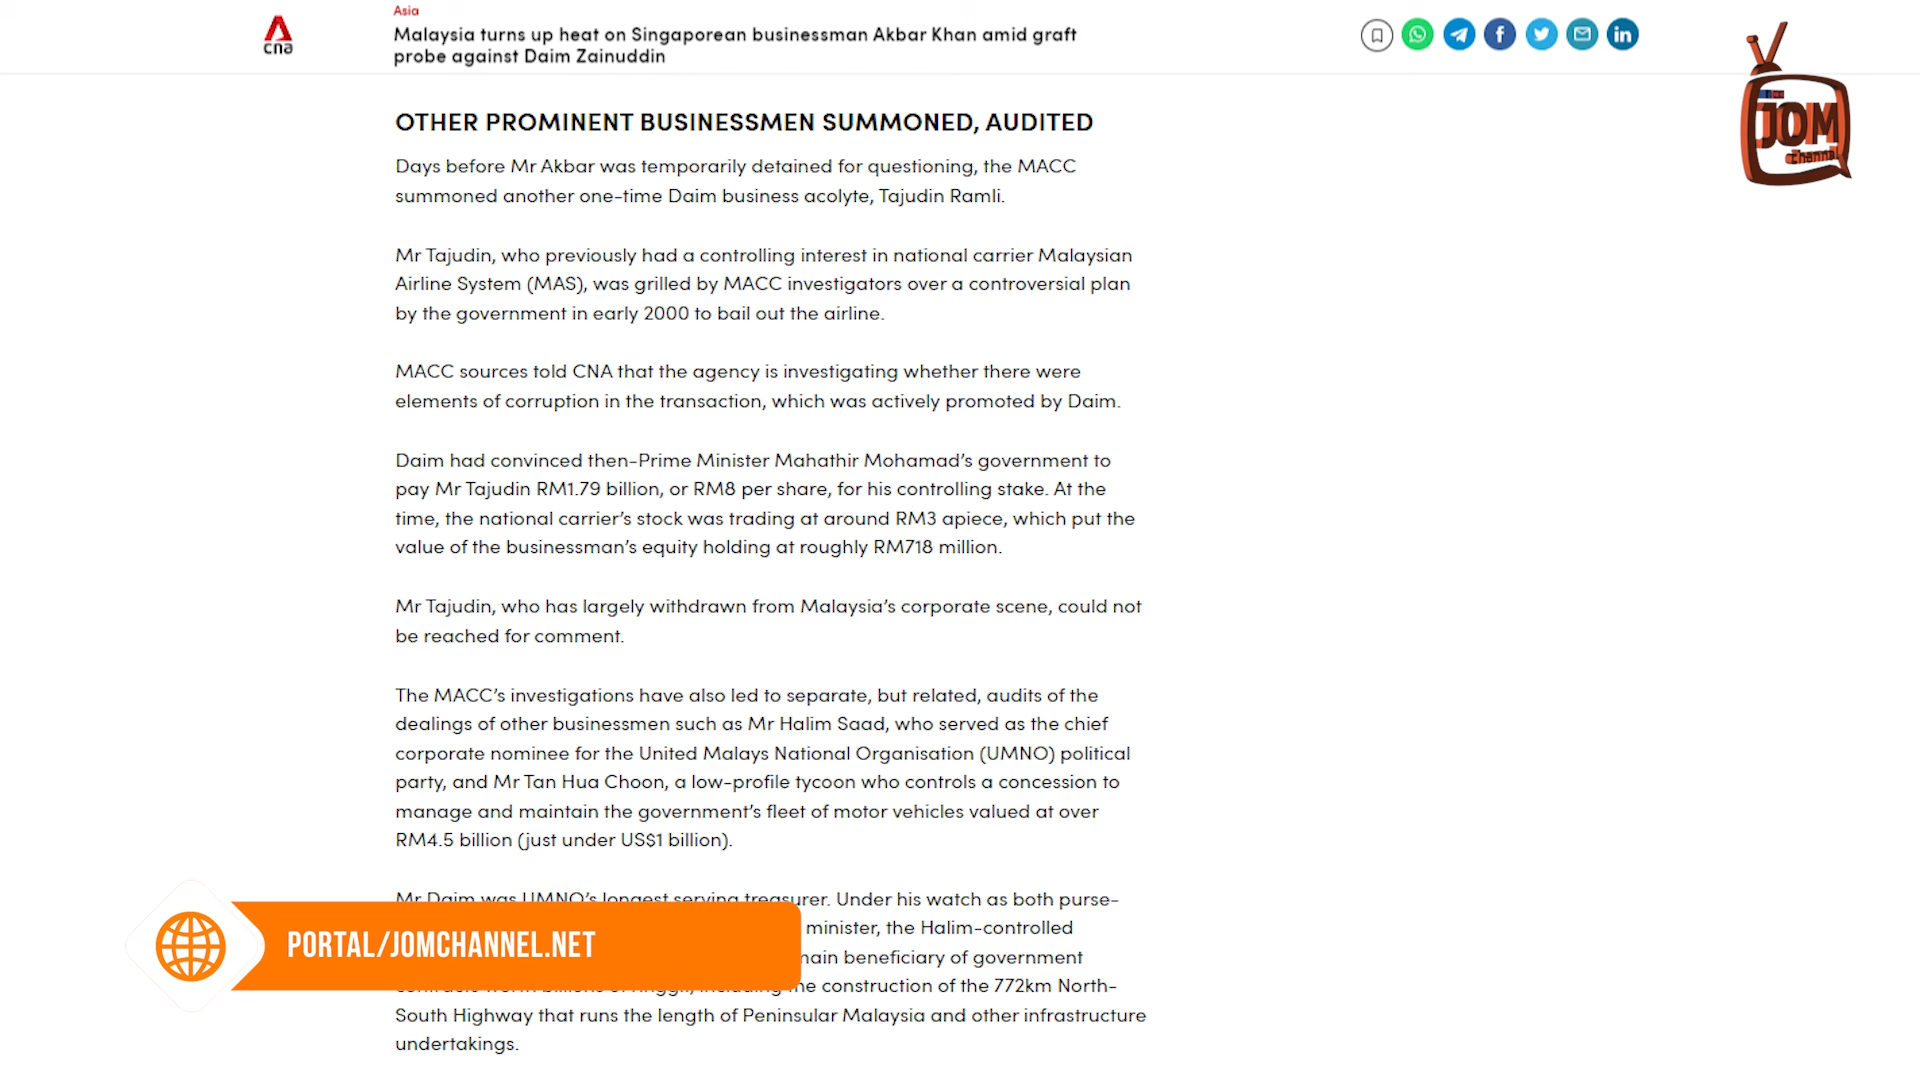 Asia
Malaysia turns up heat on Singaporean businessman Akbar Khan amid graft
probe against Daim Zainuddin
cna
JOM
channel
OTHER PROMINENT BUSINESSMEN SUMMONED, AUDITED
Days before Mr Akbar was temporarily detained for questioning, the MACC
summoned another one-time Daim business acolyte, Tajudin Ramli.
Mr Tajudin, who previously had a controlling interest in national carrier Malaysian
Airline System (MAS), was grilled by MACC investigators over a controversial plan
by the government in early 2000 to bail out the airline.
MACC sources told CNA that the agency is investigating whether there were
elements of corruption in the transaction, which was actively promoted by Daim.
Daim had convinced then-Prime Minister Mahathir Mohamad’s government to
pay Mr Tajudin RM1.79 billion, or RM8 per share, for his controlling stake. At the
time, the national carrier’s stock was trading at around RM3 apiece, which put the
value of the businessman’s equity holding at roughly RM718 million.
Mr Tajudin, who has largely withdrawn from Malaysia’s corporate scene, could not
be reached for comment.
The MACC’s investigations have also led to separate, but related, audits of the
dealings of other businessmen such as Mr Halim Saad, who served as the chief
corporate nominee for the United Malays National Organisation (UMNO) political
party, and Mr Tan Hua Choon, a low-profile tycoon who controls a concession to
manage and maintain the government’s fleet of motor vehicles valued at over
RM4.5 billion (just under US$1 billion).
Mr Daim was UMNO’s longest serving treasurer. Under his watch as both purse-
minister, the Halim-controlled
main beneficiary of government
the construction of the 772km North-
South Highway that runs the length of Peninsular Malaysia and other infrastructure
undertakings.
PORTAL/JOMCHANNEL.NET